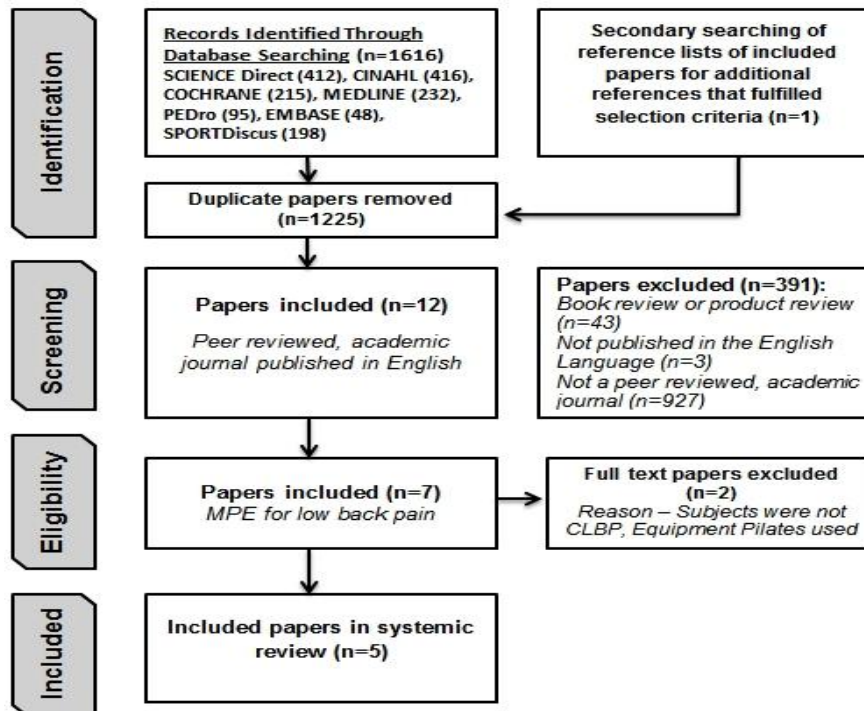 Identification
Records Identified Through
Database Searching (n=1616)
SCIENCE Direct (412), CINAHL (416),
COCHRANE (215), MEDLINE (232),
PEDro (95), EMBASE (48),
SPORTDiscus (198)
Secondary searching of
reference lists of included
papers for additional
references that fulfilled
selection criteria (n=1)
Duplicate papers removed
(n=1225)
Screening
Papers included (n=12)
Peer reviewed, academic
journal published in English
Papers excluded (n=391):
Book review or product review
(n=43)
Not published in the English
Language (n=3)
Not a peer reviewed, academic
journal (n=927)
Eligibility
Papers included (n=7)
MPE for low back pain
Full text papers excluded
(n=2)
Reason – Subjects were not
CLBP, Equipment Pilates used
Included
Included papers in systemic
review (n=5)